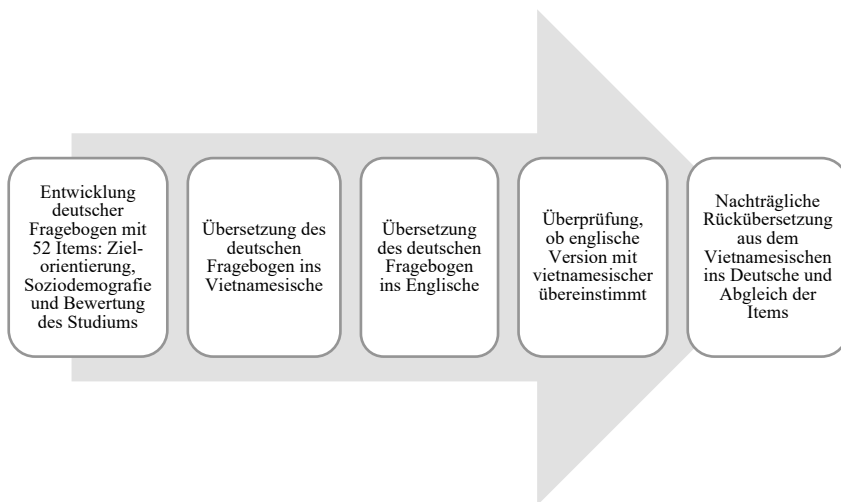 Entwicklung
deutscher
Fragebogen mit
52 Items: Ziel-
orientierung,
Soziodemografie
und Bewertung
des Studiums
Übersetzung des
deutschen
Fragebogen ins
Vietnamesische
Übersetzung
des deutschen
Fragebogen
ins Englische
Überprüfung,
ob englische
Version mit
vietnamesischer
übereinstimmt
Nachträgliche
Rückübersetzung
aus dem
Vietnamesischen
ins Deutsche und
Abgleich der
Items